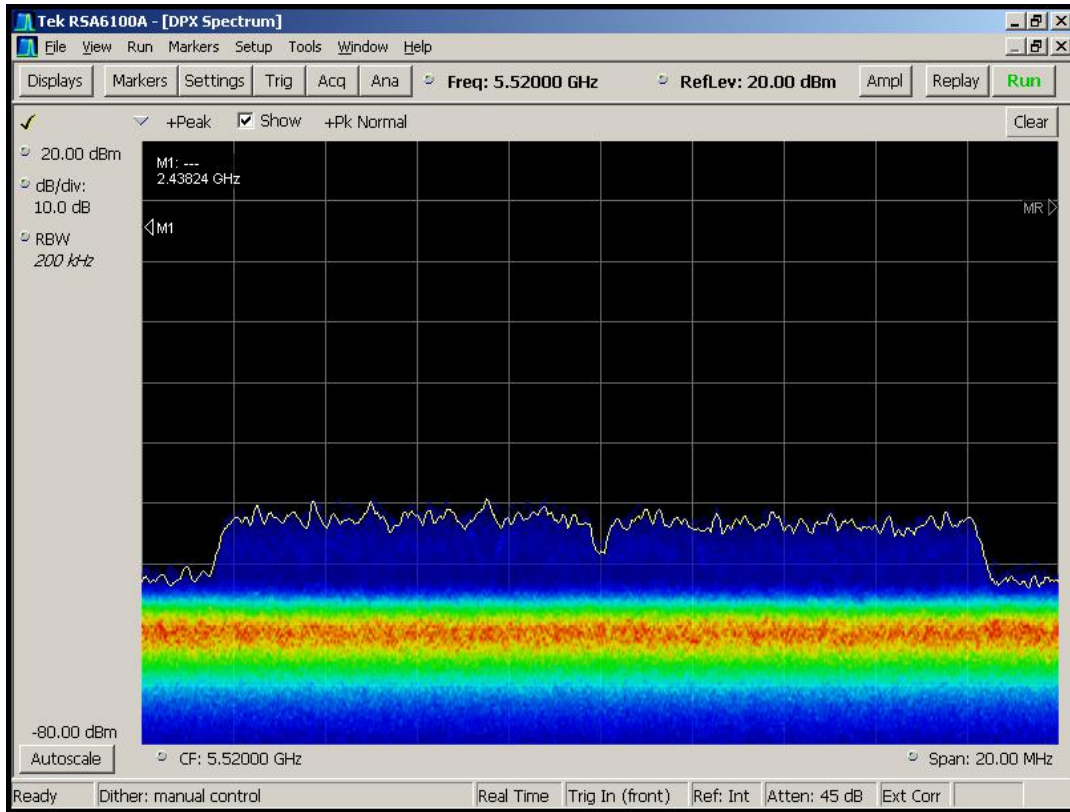 Tek RSA6100A - [DPX Spectrum]
File View Run Markers Setup Tools Window Help
Displays Markers Settings Trig Acq Ana Freq: 5.52000 GHz RefLev: 20.00 dBm Ampl Replay Run
+Peak Show +Pk Normal Clear
20.00 dBm
dB/div:
10.0 dB
RBW
200 kHz
M1: ---
2.43824 GHz
MR
M1
-80.00 dBm
Autoscale CF: 5.52000 GHz Span: 20.00 MHz
Ready Dither: manual control Real Time Trig In (front) Ref: Int Atten: 45 dB Ext Corr